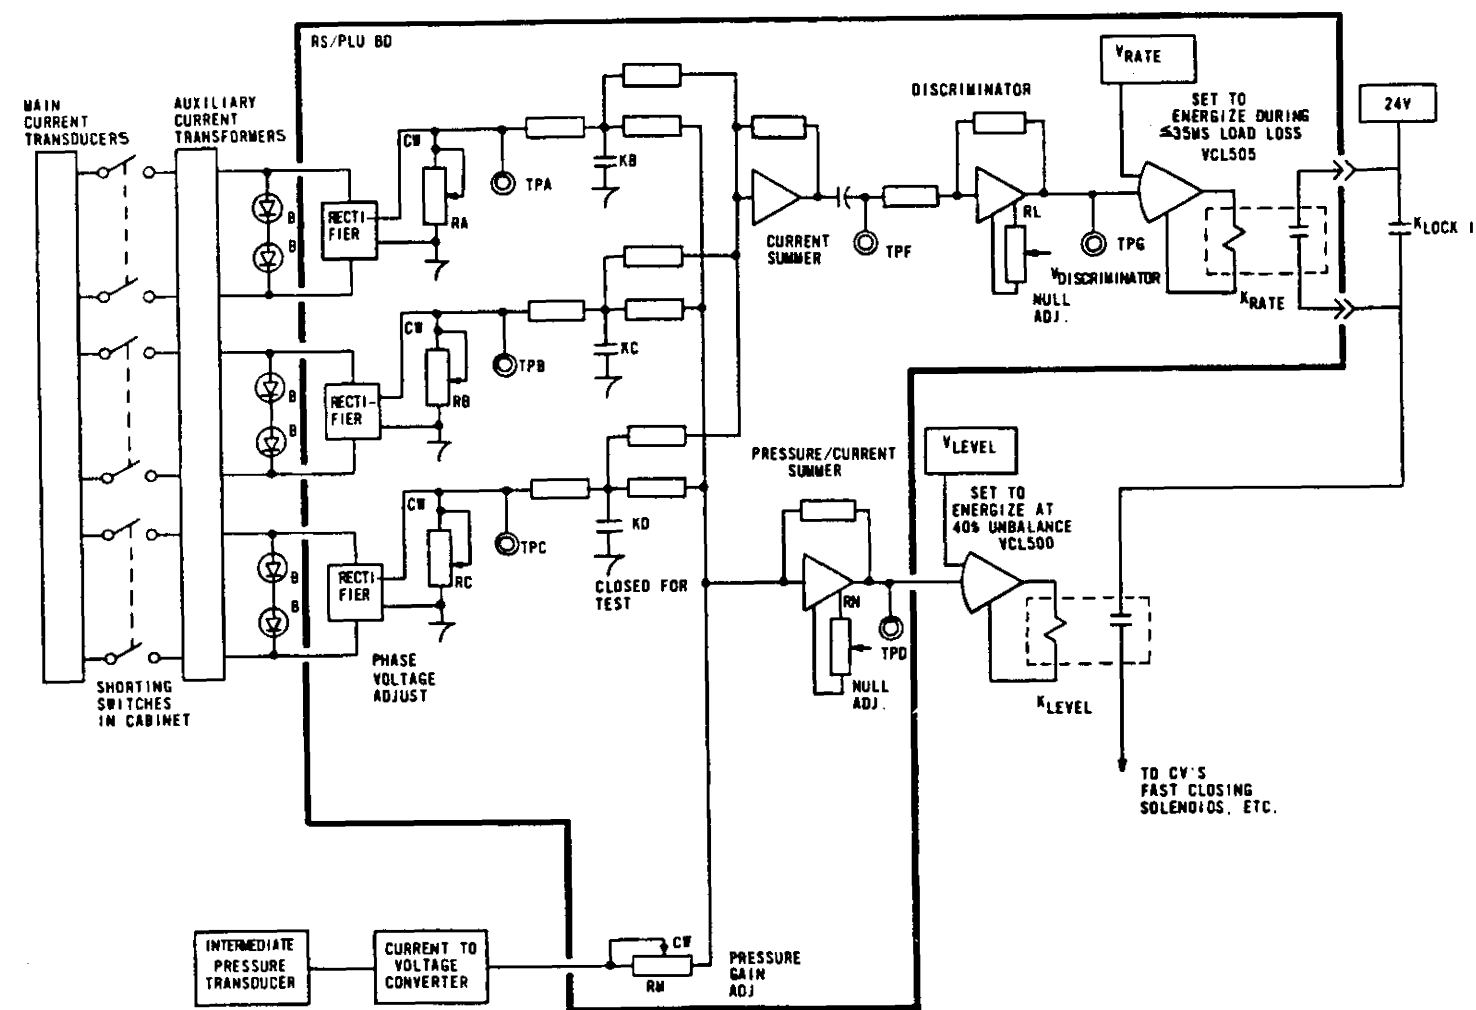 RS/PLU BD
MAIN
CURRENT
TRANSDUCERS
AUXILIARY
CURRENT
TRANSFORMERS
B
B
RECTI-
FIER
CW
RA
TPA
KB
CURRENT
SUMMER
TPF
DISCRIMINATOR
RL
VDISCRIMINATOR
NULL
ADJ.
TPG
VRATE
SET TO
ENERGIZE DURING
≤35MS LOAD LOSS
VCL505
KRATE
24V
KLOCK 1
B
B
RECTI-
FIER
CW
RB
TPB
KC
B
B
RECTI-
FIER
CW
RC
TPC
KD
CLOSED FOR
TEST
PHASE
VOLTAGE
ADJUST
SHORTING
SWITCHES
IN CABINET
PRESSURE/CURRENT
SUMMER
RN
NULL
ADJ.
TPD
VLEVEL
SET TO
ENERGIZE AT
40% UNBALANCE
VCL500
KLEVEL
TO CV'S
FAST CLOSING
SOLENOIDS, ETC.
INTERMEDIATE
PRESSURE
TRANSDUCER
CURRENT TO
VOLTAGE
CONVERTER
CW
RM
PRESSURE
GAIN
ADJ